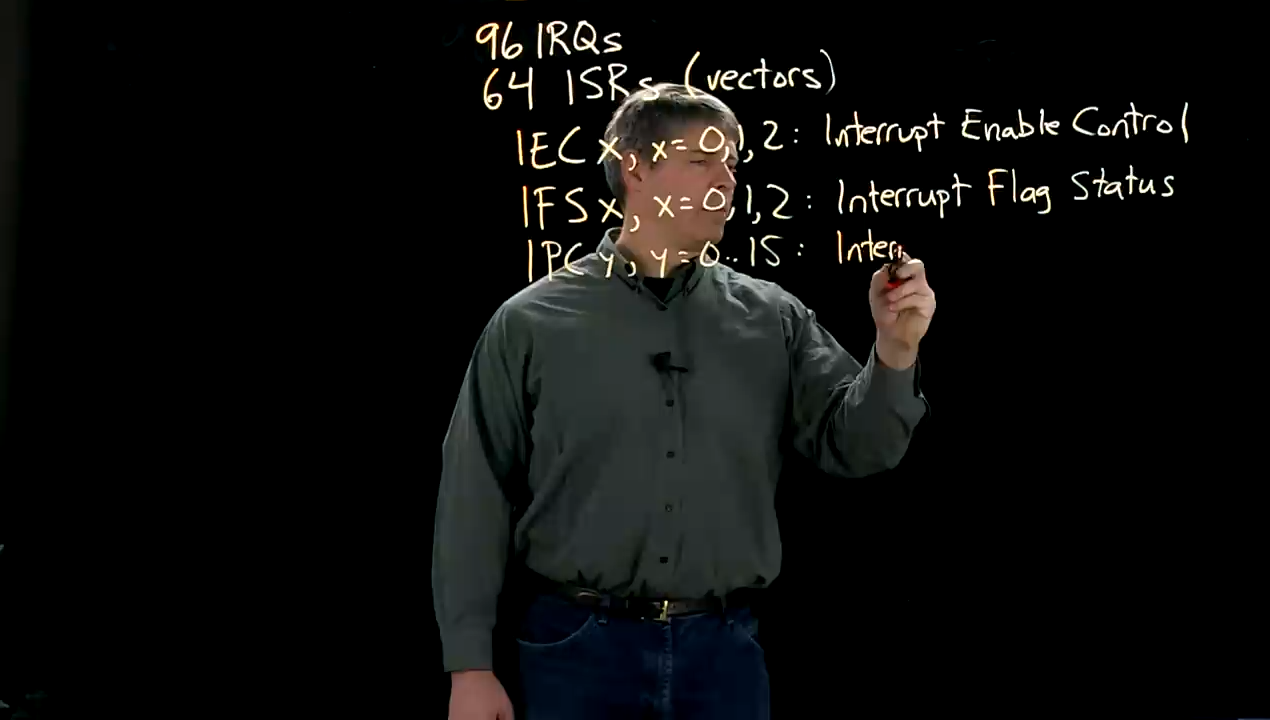 96 IRQs
64 ISRs (vectors)
IECx, x=0,1,2: Interrupt Enable Control
IFSx, x=0,1,2: Interrupt Flag Status
IPCy, y=0..15: Inter